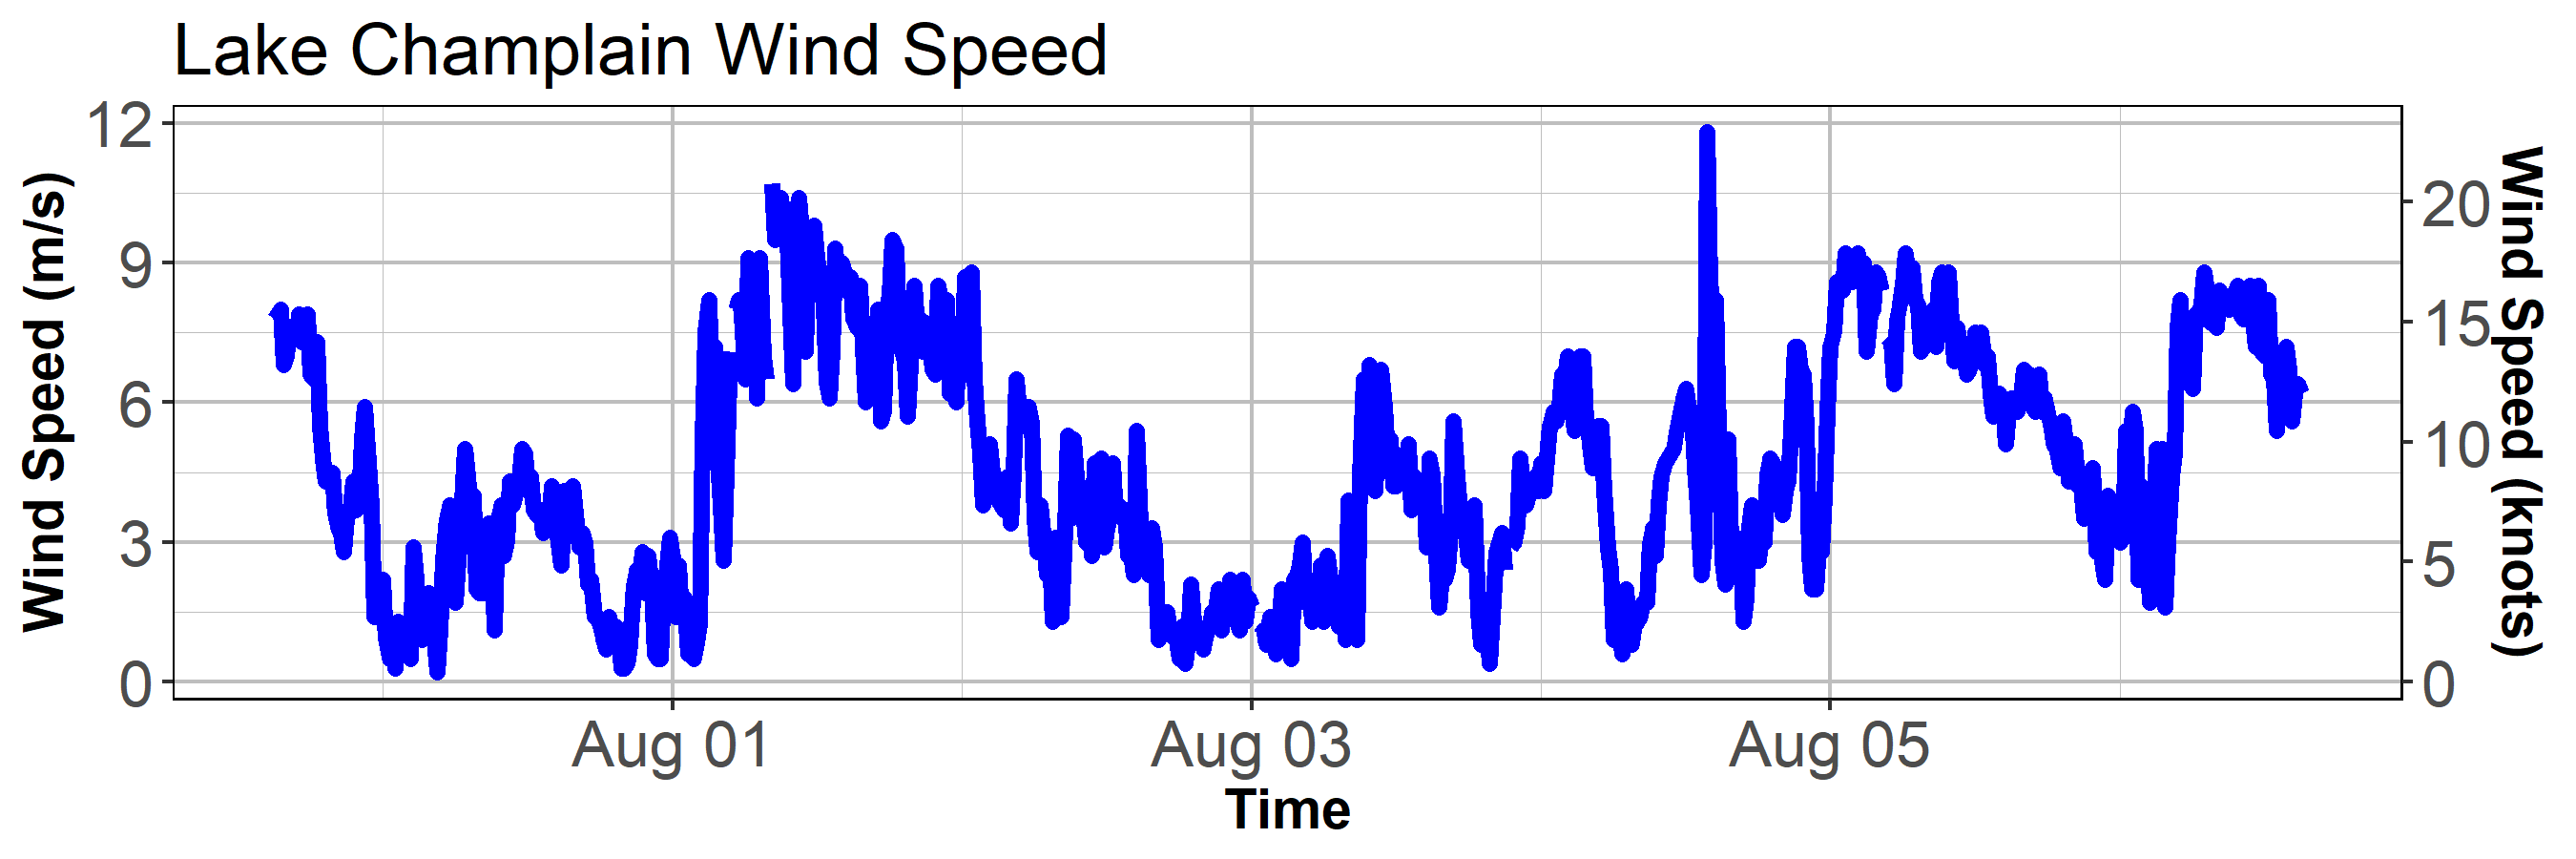 Lake Champlain Wind Speed
Wind Speed (m/s)
12
9
6
3
0
Wind Speed (knots)
20
15
10
5
0
Aug 01
Aug 03
Aug 05
Time